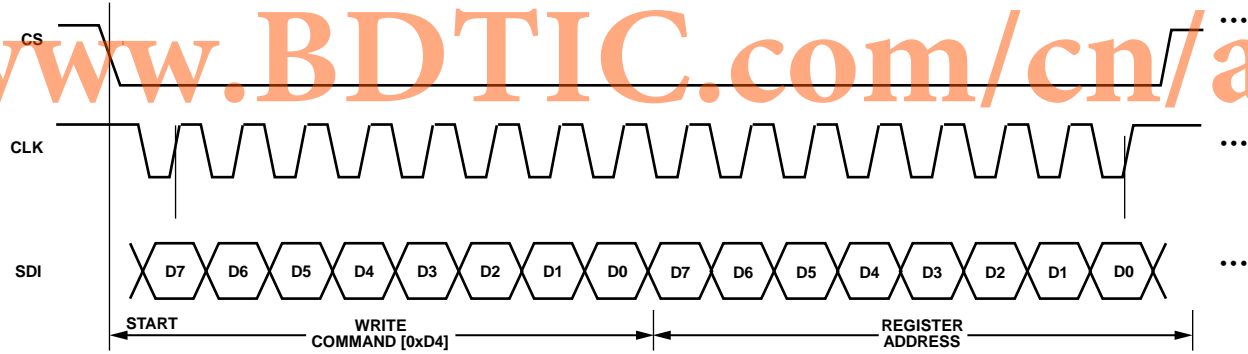 CS
...
www.BDTIC.com/cn/a
CLK
...
SDI
D7 D6 D5 D4 D3 D2 D1 D0 D7 D6 D5 D4 D3 D2 D1 D0
...
START
WRITE
COMMAND [0xD4]
REGISTER
ADDRESS